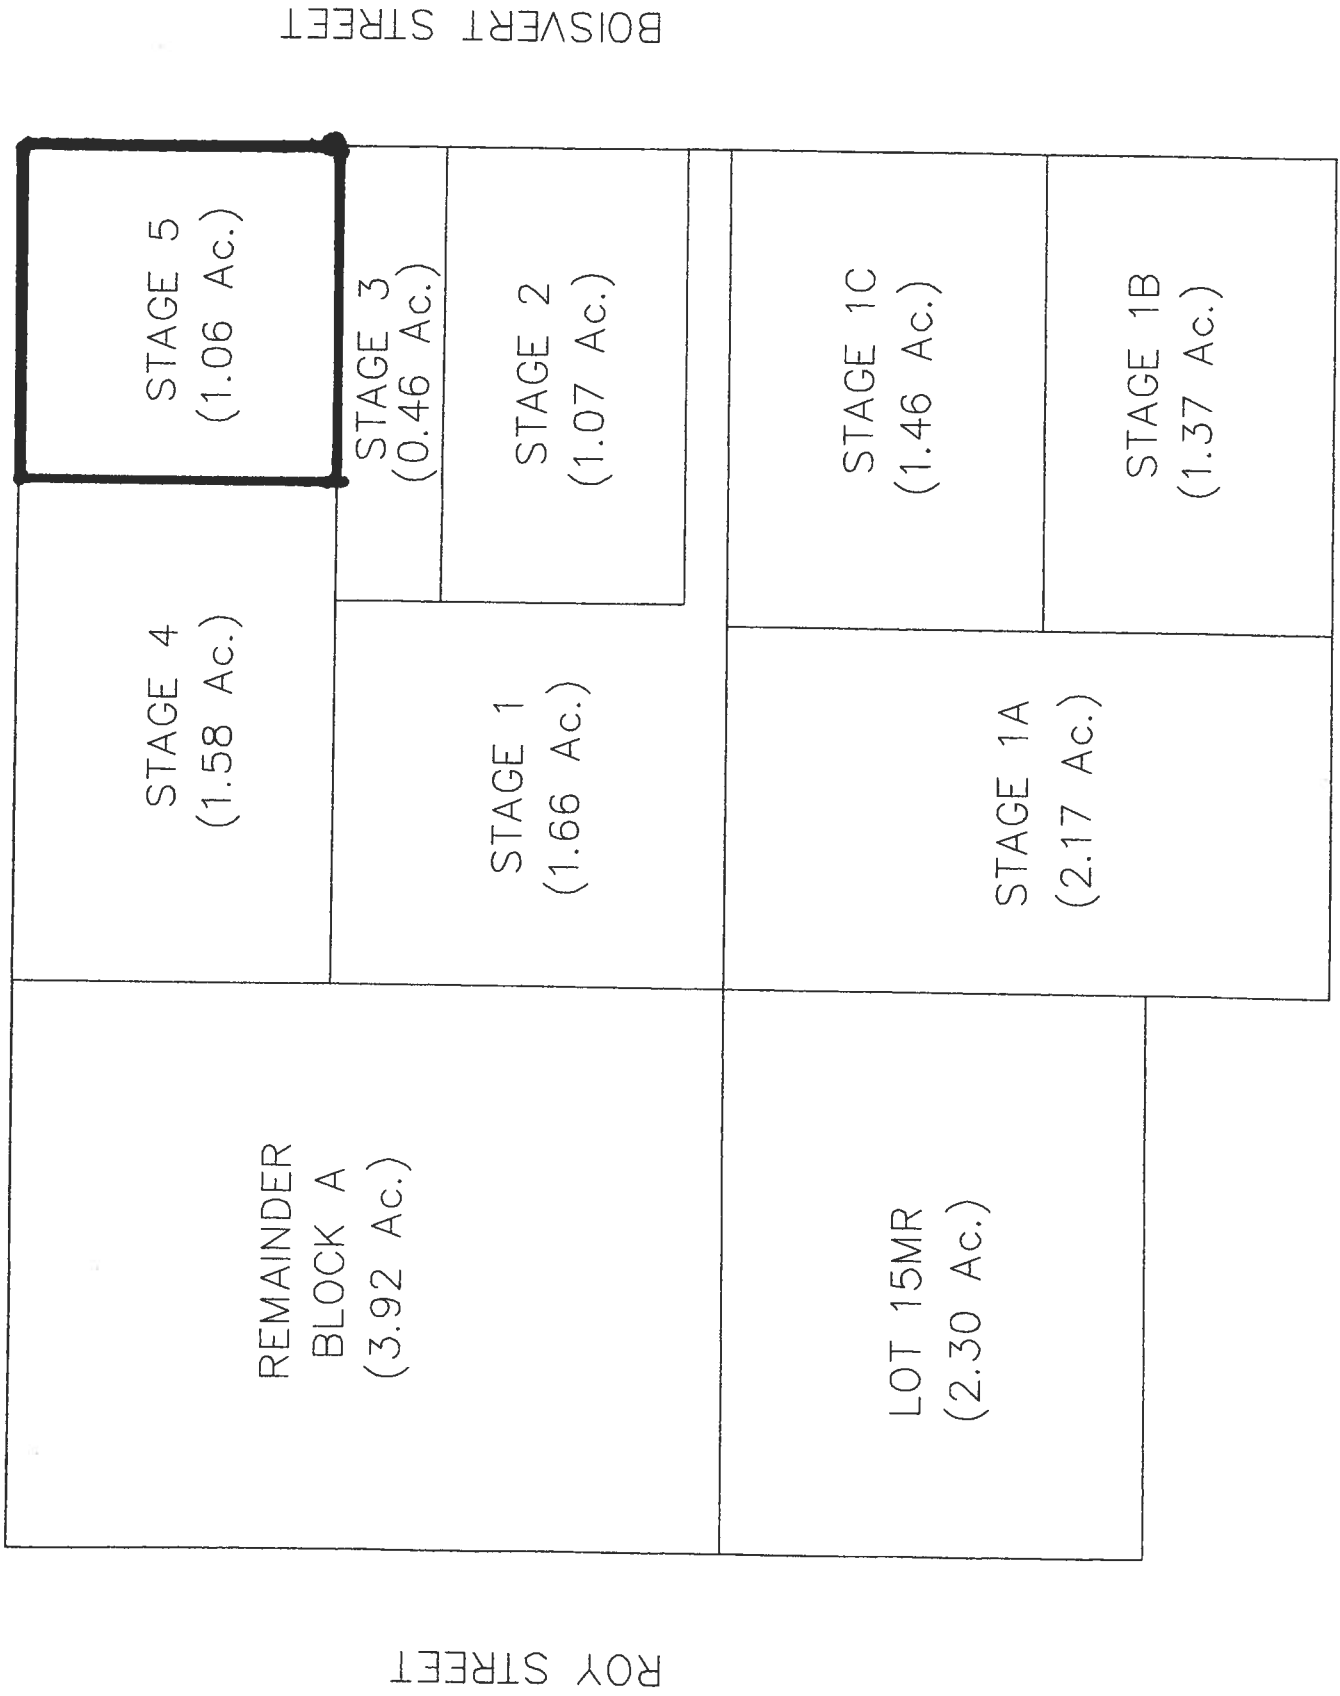 BOISVERT STREET
STAGE 5
(1.06 Ac.)
STAGE 3
(0.46 Ac.)
STAGE 2
(1.07 Ac.)
STAGE 1C
(1.46 Ac.)
STAGE 1B
(1.37 Ac.)
STAGE 4
(1.58 Ac.)
STAGE 1
(1.66 Ac.)
STAGE 1A
(2.17 Ac.)
REMAINDER
BLOCK A
(3.92 Ac.)
LOT 15MR
(2.30 Ac.)
ROY STREET